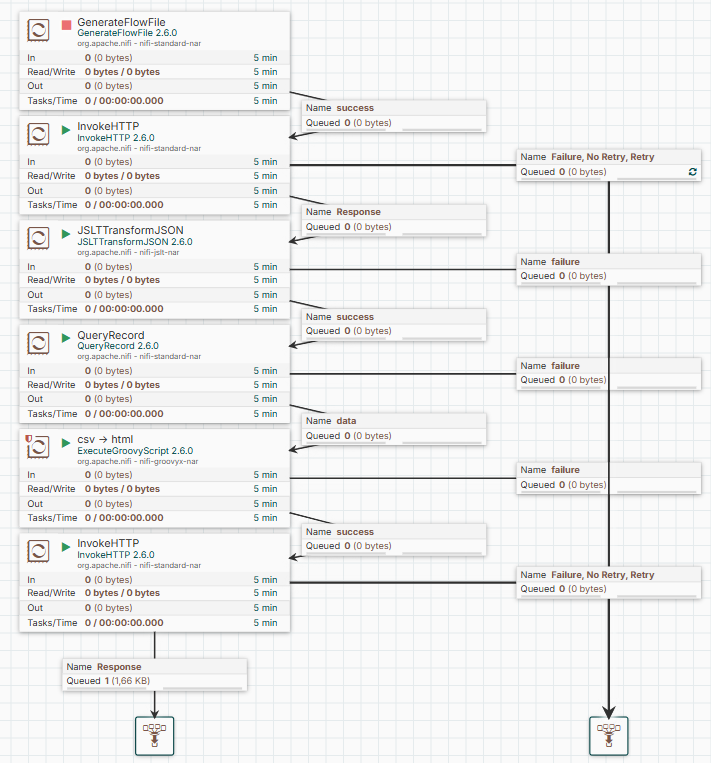 GenerateFlowFile
GenerateFlowFile 2.6.0
org.apache.nifi - nifi-standard-nar
In 0 (0 bytes) 5 min
Read/Write 0 bytes / 0 bytes 5 min
Out 0 (0 bytes) 5 min
Tasks/Time 0 / 00:00:00.000 5 min
Name success
Queued 0 (0 bytes)
InvokeHTTP
InvokeHTTP 2.6.0
org.apache.nifi - nifi-standard-nar
In 0 (0 bytes) 5 min
Read/Write 0 bytes / 0 bytes 5 min
Out 0 (0 bytes) 5 min
Tasks/Time 0 / 00:00:00.000 5 min
Name Failure, No Retry, Retry
Queued 0 (0 bytes)
Name Response
Queued 0 (0 bytes)
JSLTTransformJSON
JSLTTransformJSON 2.6.0
org.apache.nifi - nifi-jslt-nar
In 0 (0 bytes) 5 min
Read/Write 0 bytes / 0 bytes 5 min
Out 0 (0 bytes) 5 min
Tasks/Time 0 / 00:00:00.000 5 min
Name failure
Queued 0 (0 bytes)
Name success
Queued 0 (0 bytes)
QueryRecord
QueryRecord 2.6.0
org.apache.nifi - nifi-standard-nar
In 0 (0 bytes) 5 min
Read/Write 0 bytes / 0 bytes 5 min
Out 0 (0 bytes) 5 min
Tasks/Time 0 / 00:00:00.000 5 min
Name failure
Queued 0 (0 bytes)
Name data
Queued 0 (0 bytes)
csv → html
ExecuteGroovyScript 2.6.0
org.apache.nifi - nifi-groovyx-nar
In 0 (0 bytes) 5 min
Read/Write 0 bytes / 0 bytes 5 min
Out 0 (0 bytes) 5 min
Tasks/Time 0 / 00:00:00.000 5 min
Name failure
Queued 0 (0 bytes)
Name success
Queued 0 (0 bytes)
InvokeHTTP
InvokeHTTP 2.6.0
org.apache.nifi - nifi-standard-nar
In 0 (0 bytes) 5 min
Read/Write 0 bytes / 0 bytes 5 min
Out 0 (0 bytes) 5 min
Tasks/Time 0 / 00:00:00.000 5 min
Name Failure, No Retry, Retry
Queued 0 (0 bytes)
Name Response
Queued 1 (1,66 KB)